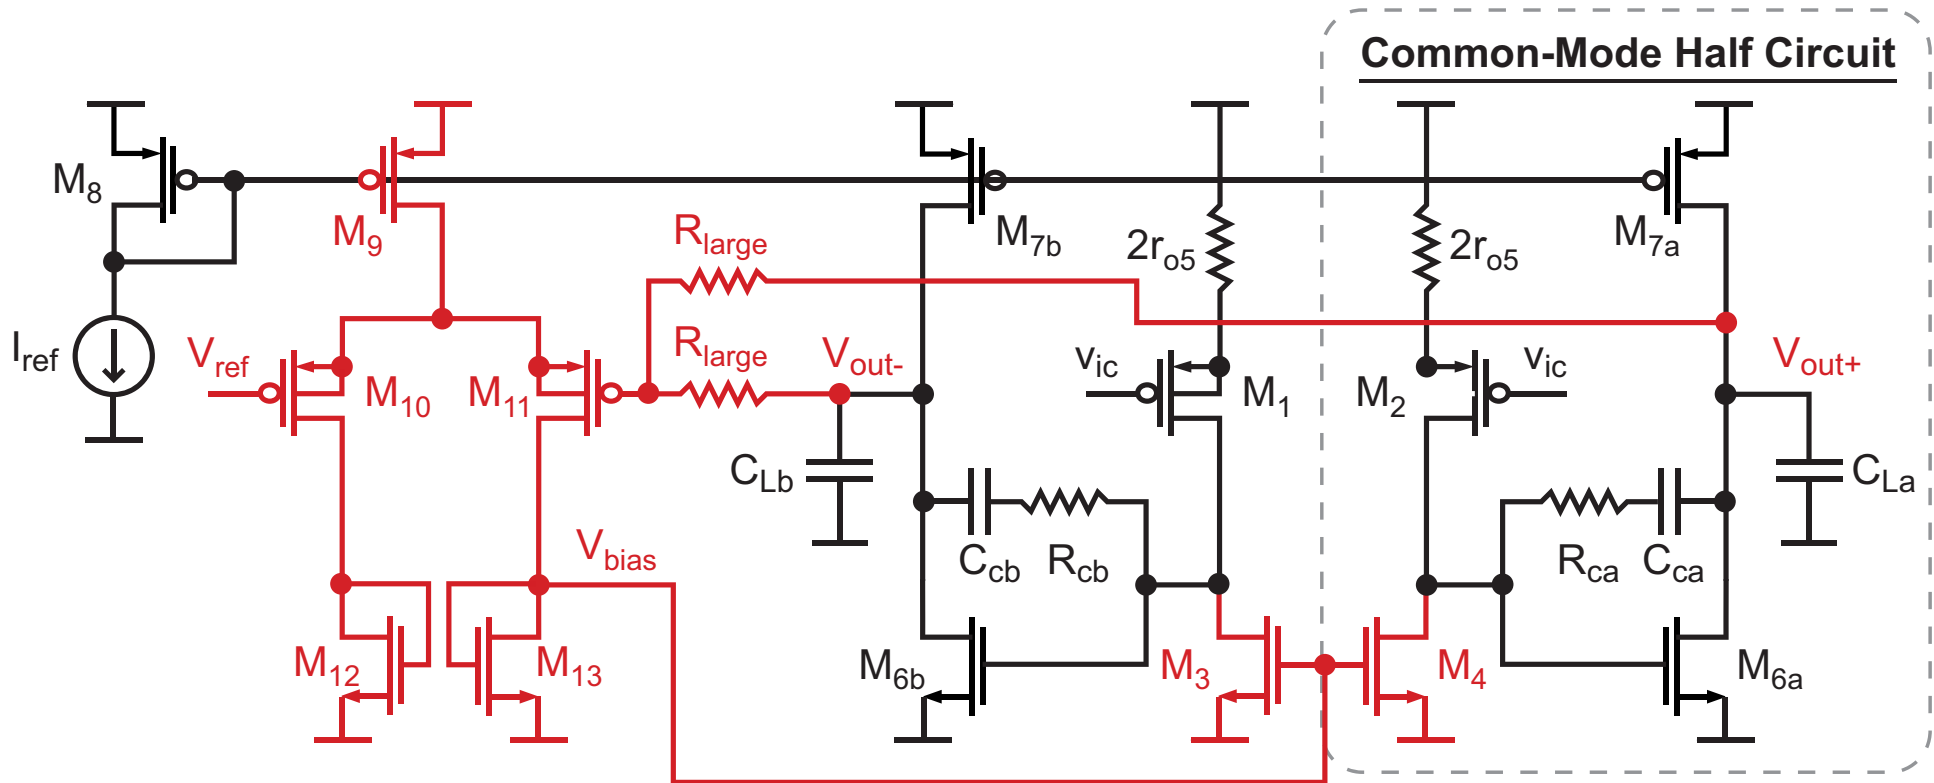 Common-Mode Half Circuit
M8
M9
M7b
2ro5
2ro5
M7a
Rlarge
Iref
Vref
Rlarge
Vout-
vic
vic
Vout+
M10
M11
M1
M2
CLb
CLa
Vbias
Ccb
Rcb
Rca
Cca
M12
M13
M6b
M3
M4
M6a